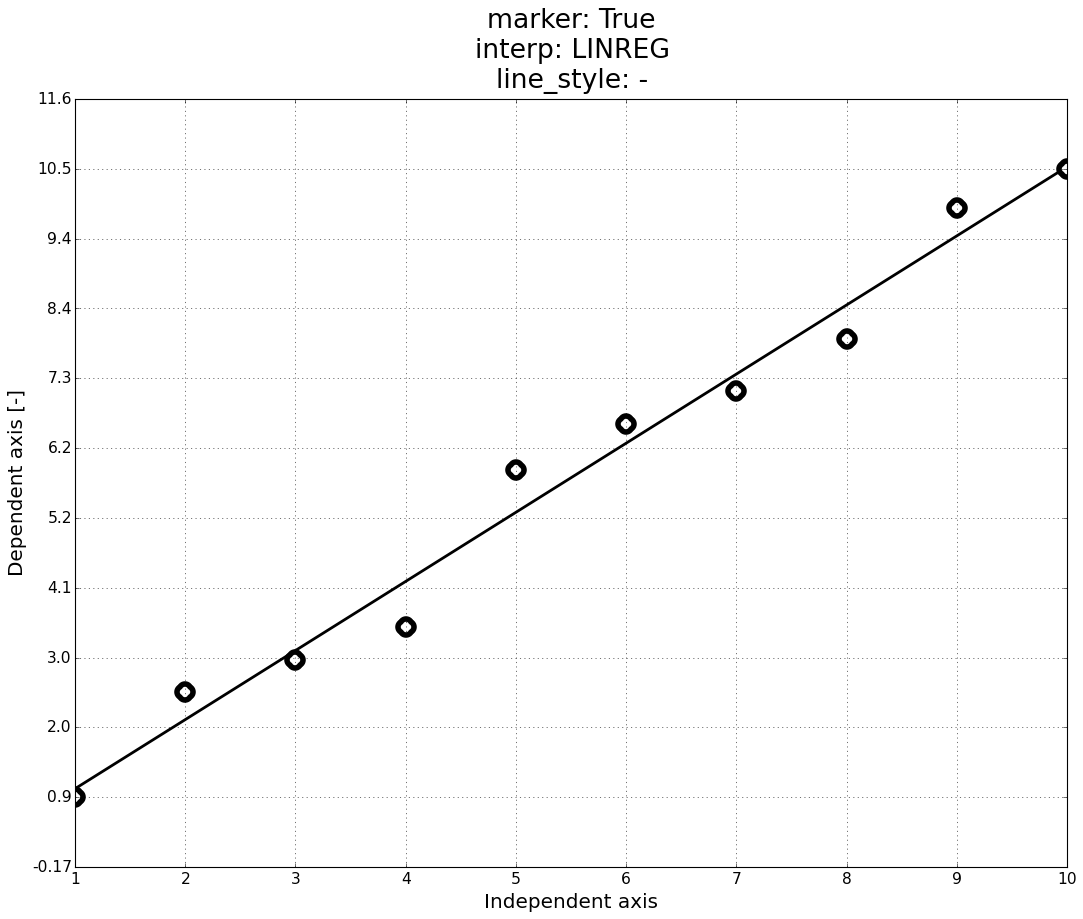 marker: True
interp: LINREG
line_style: -
11.6
10.5
9.4
8.4
7.3
6.2
5.2
4.1
3.0
2.0
0.9
-0.17
Dependent axis [-]
1 2 3 4 5 6 7 8 9 10
Independent axis